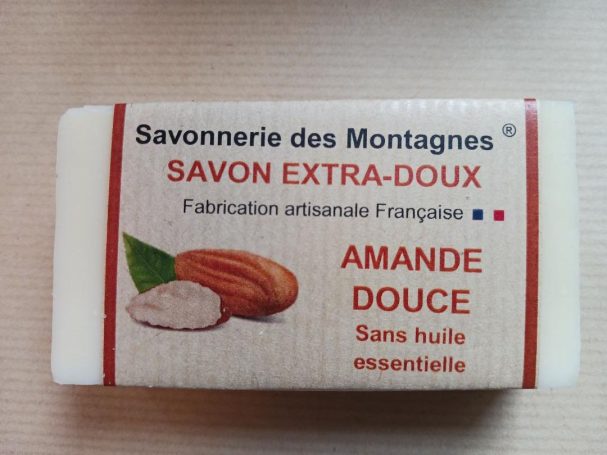 Savonnerie des Montagnes ®
SAVON EXTRA-DOUX
Fabrication artisanale Française
AMANDE
DOUCE
Sans huile
essentielle